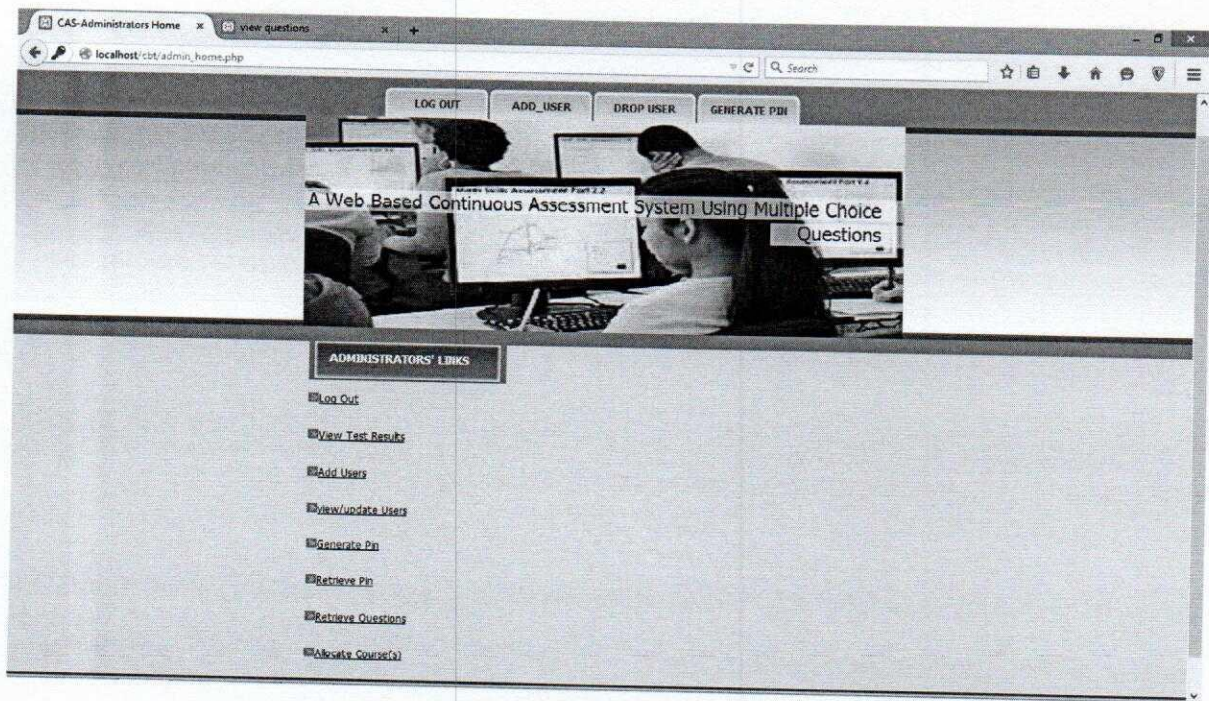 CAS-Administrators Home × view questions × +
localhost/cbt/admin_home.php Search
LOG OUT ADD_USER DROP USER GENERATE PIN
A Web Based Continuous Assessment System Using Multiple Choice
Questions
ADMINISTRATORS' LINKS
Log Out
View Test Results
Add Users
view/update Users
Generate Pin
Retrieve Pin
Retrieve Questions
Allocate Course(s)